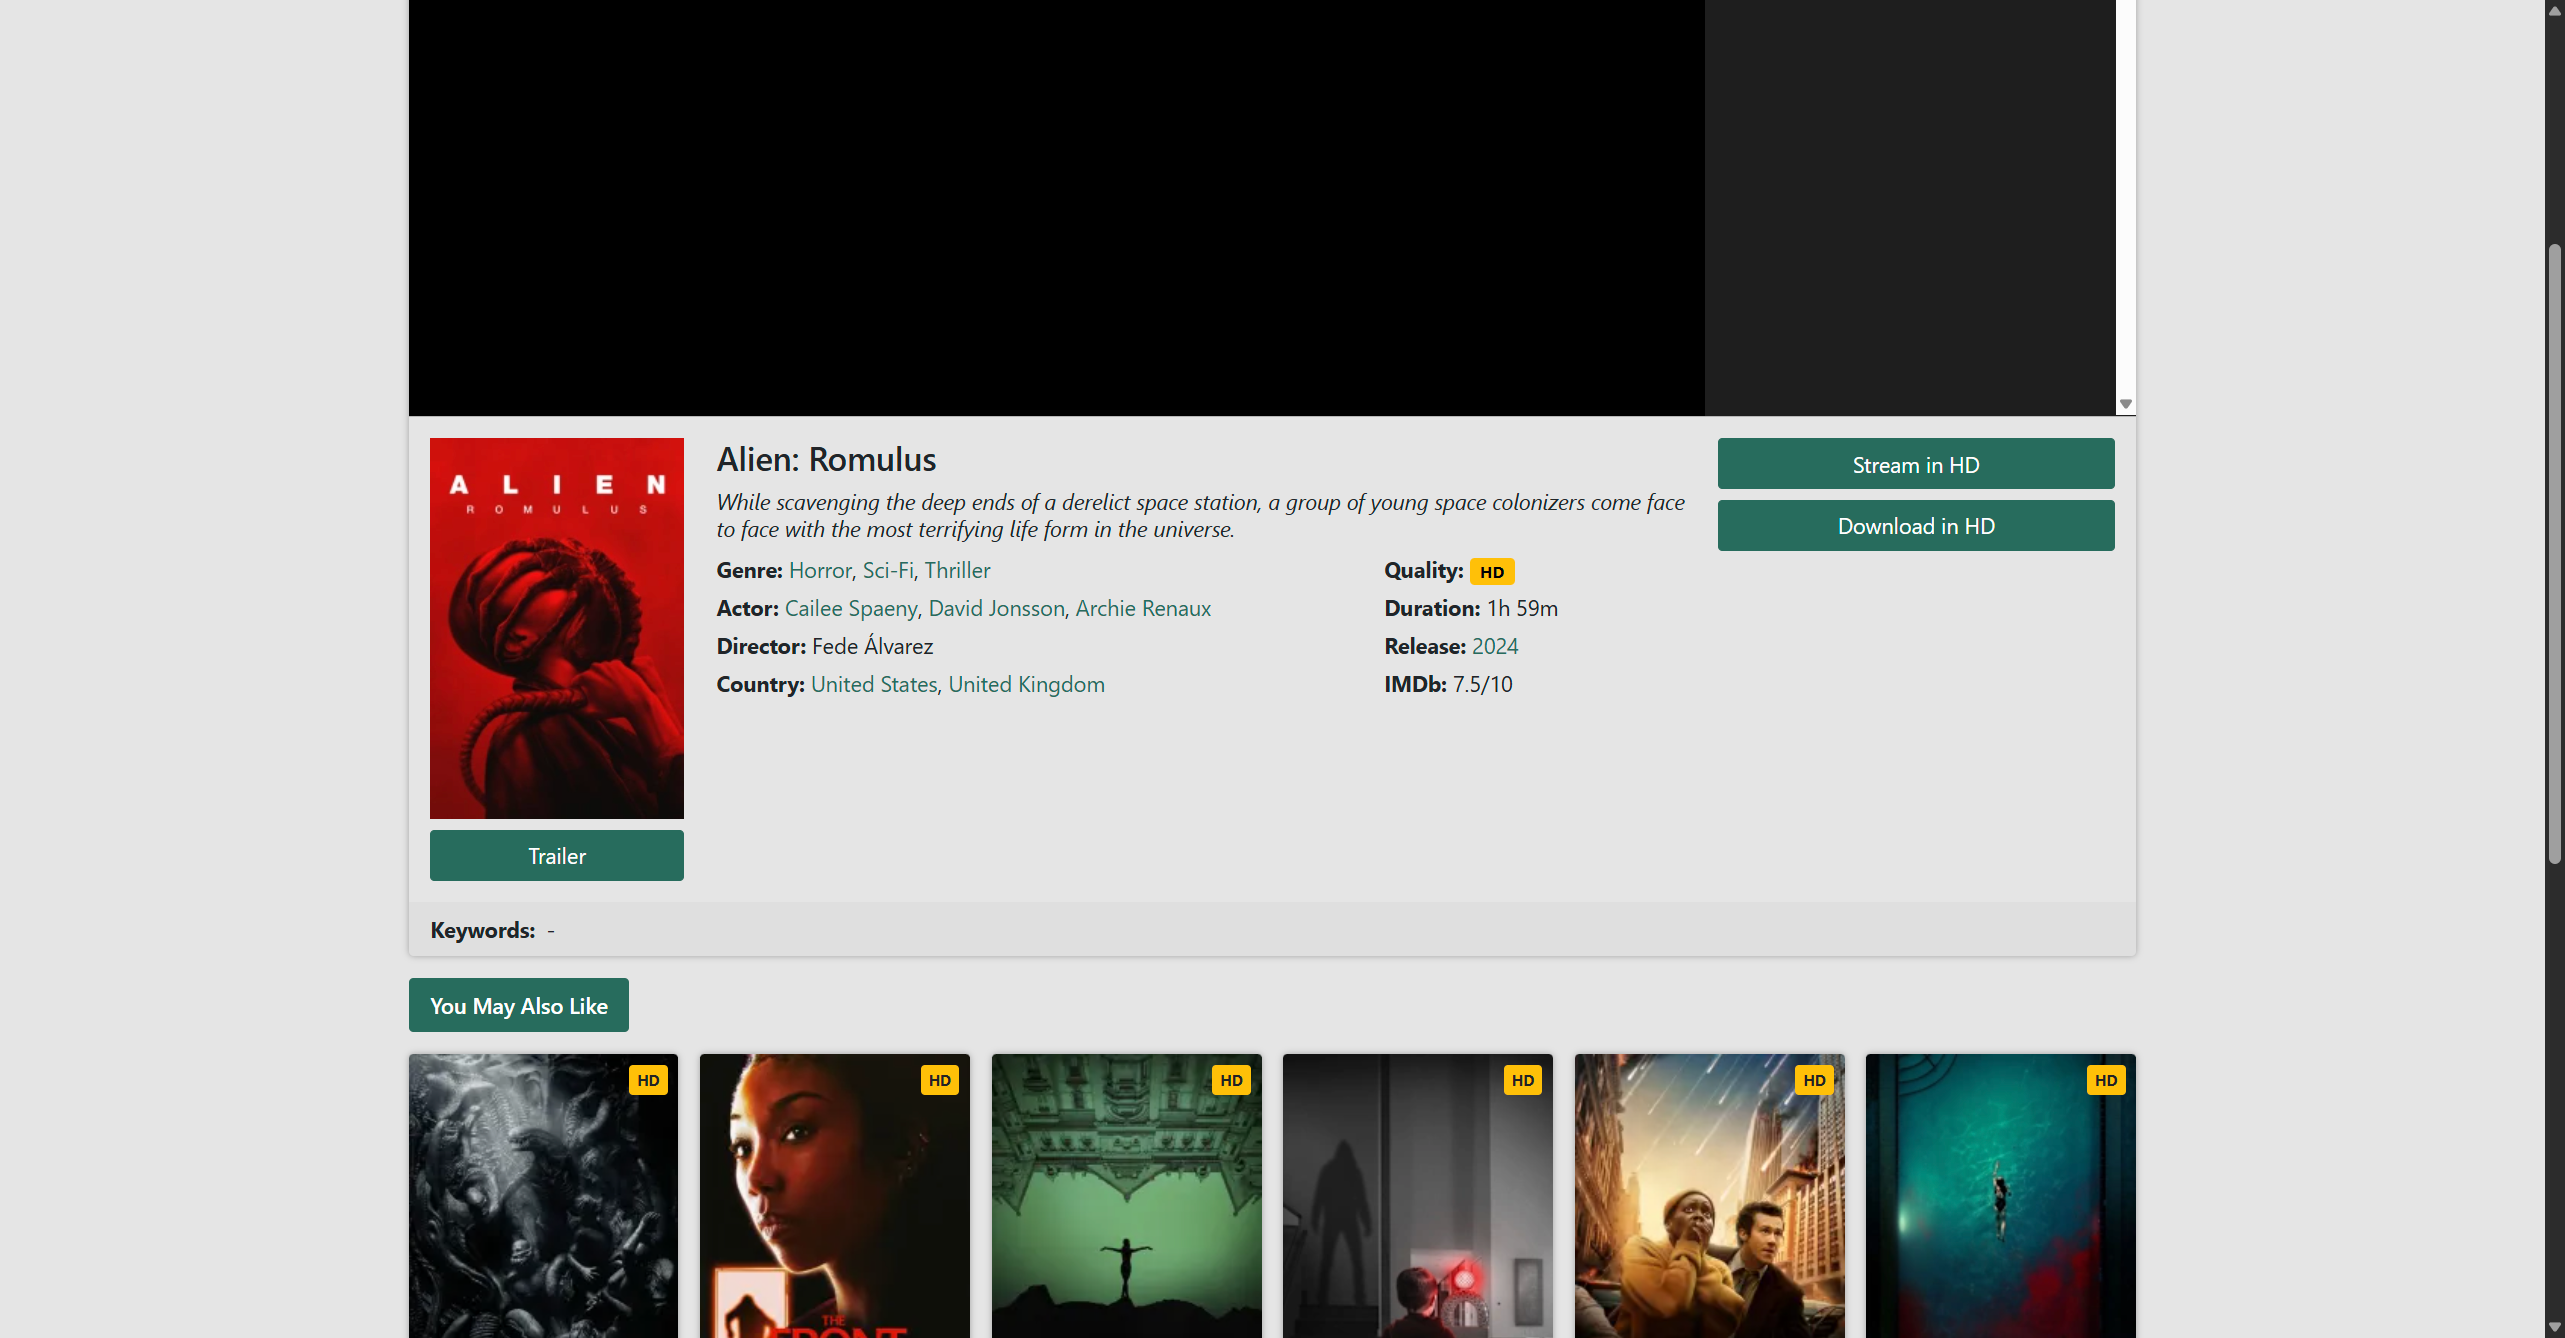 A L I E N
R O M U L U S
Trailer
Alien: Romulus
While scavenging the deep ends of a derelict space station, a group of young space colonizers come face
to face with the most terrifying life form in the universe.
Genre: Horror, Sci-Fi, Thriller
Actor: Cailee Spaeny, David Jonsson, Archie Renaux
Director: Fede Álvarez
Country: United States, United Kingdom
Quality: HD
Duration: 1h 59m
Release: 2024
IMDb: 7.5/10
Stream in HD
Download in HD
Keywords: -
You May Also Like
HD
HD
HD
HD
HD
HD
THE
FRONT